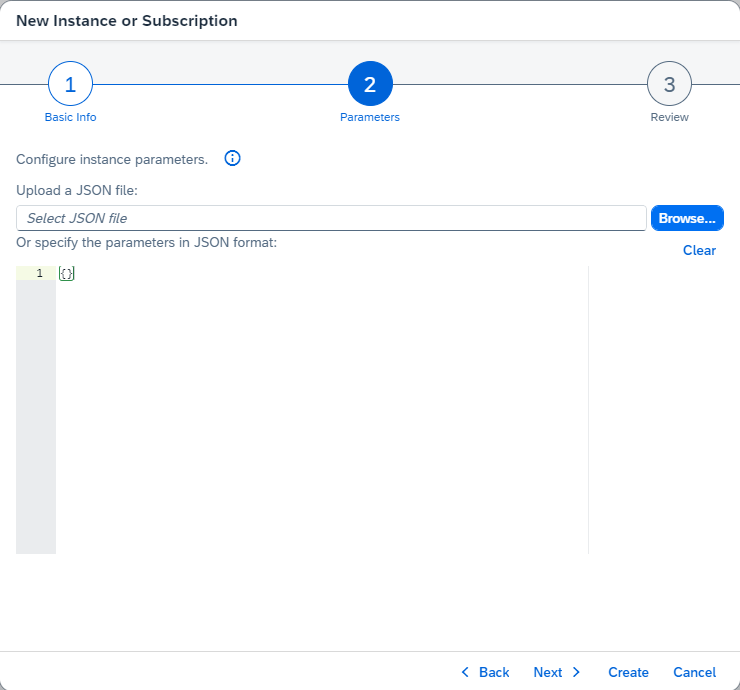 New Instance or Subscription
1 2 3
Basic Info Parameters Review
Configure instance parameters.
Upload a JSON file:
Select JSON file Browse...
Or specify the parameters in JSON format:
Clear
1 {}
Back Next Create Cancel